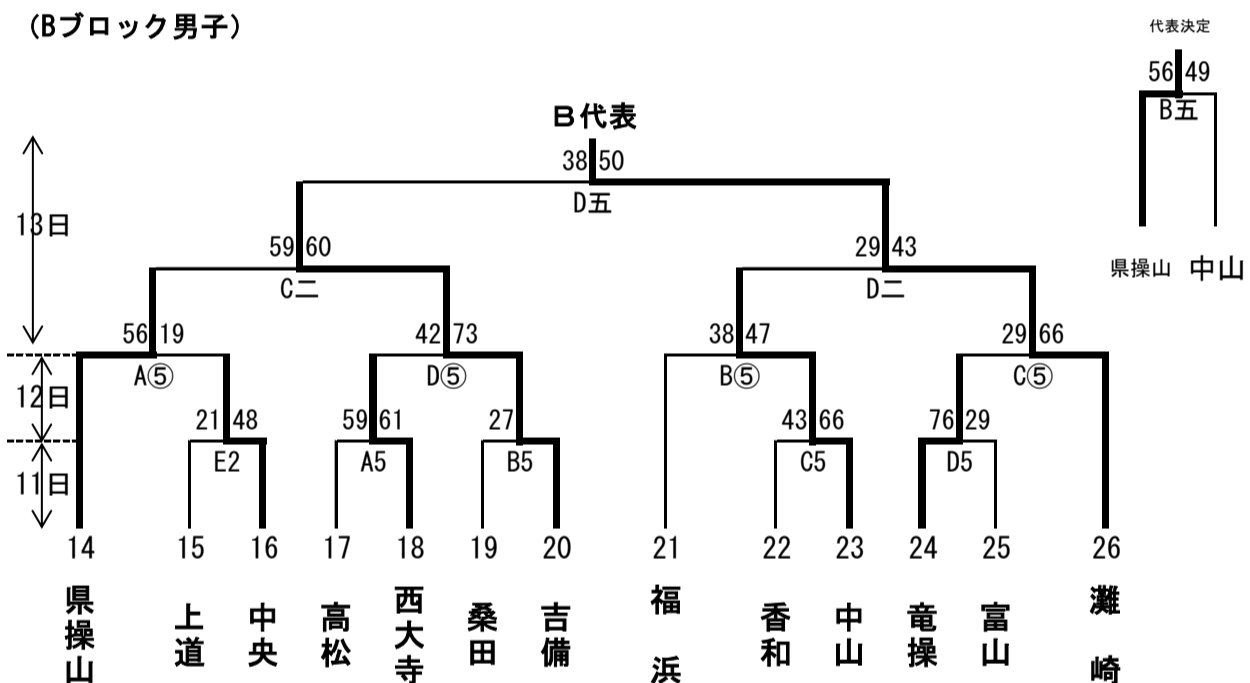 (Bブロック男子)
代表決定
56 49
B五
県操山 中山
B代表
38 50
D五
13日
59 60
C二
29 43
D二
56 19
A⑤
42 73
D⑤
38 47
B⑤
29 66
C⑤
12日
21 48
E2
59 61
A5
27
B5
43 66
C5
76 29
D5
11日
14 15 16 17 18 19 20 21 22 23 24 25 26
県操山
上道
中央
高松
西大寺
桑田
吉備
福浜
香和
中山
竜操
富山
灘崎